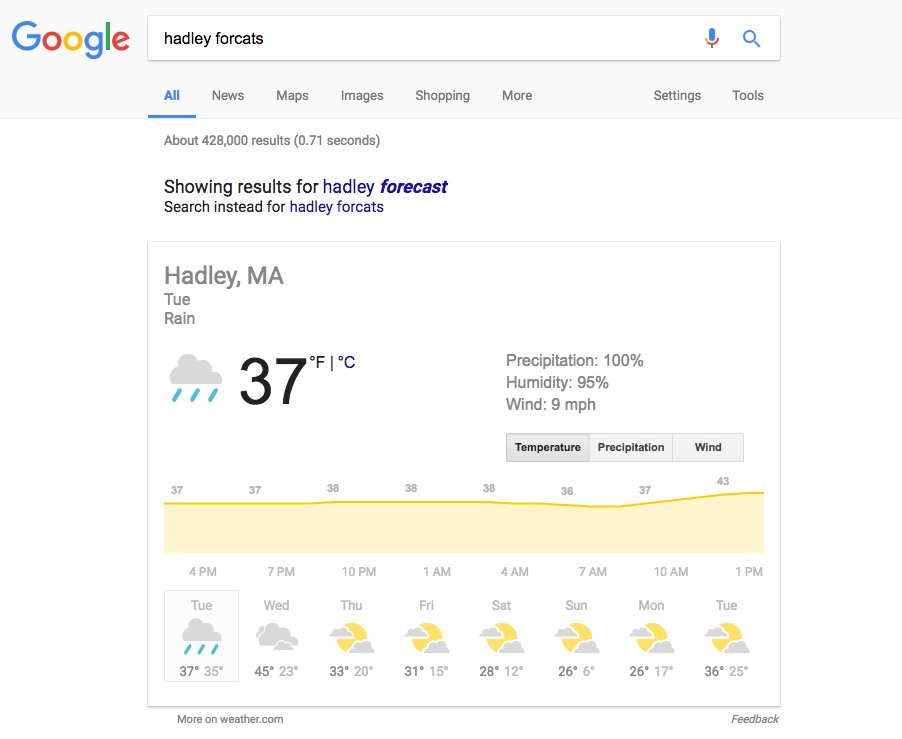 Google
hadley forcats
All News Maps Images Shopping More Settings Tools
About 428,000 results (0.71 seconds)
Showing results for hadley forecast
Search instead for hadley forcats
Hadley, MA
Tue
Rain
37 °F | °C
Precipitation: 100%
Humidity: 95%
Wind: 9 mph
Temperature Precipitation Wind
37 37 38 38 38 36 37 43
4 PM 7 PM 10 PM 1 AM 4 AM 7 AM 10 AM 1 PM
Tue Wed Thu Fri Sat Sun Mon Tue
37° 35° 45° 23° 33° 20° 31° 15° 28° 12° 26° 6° 26° 17° 36° 25°
More on weather.com Feedback